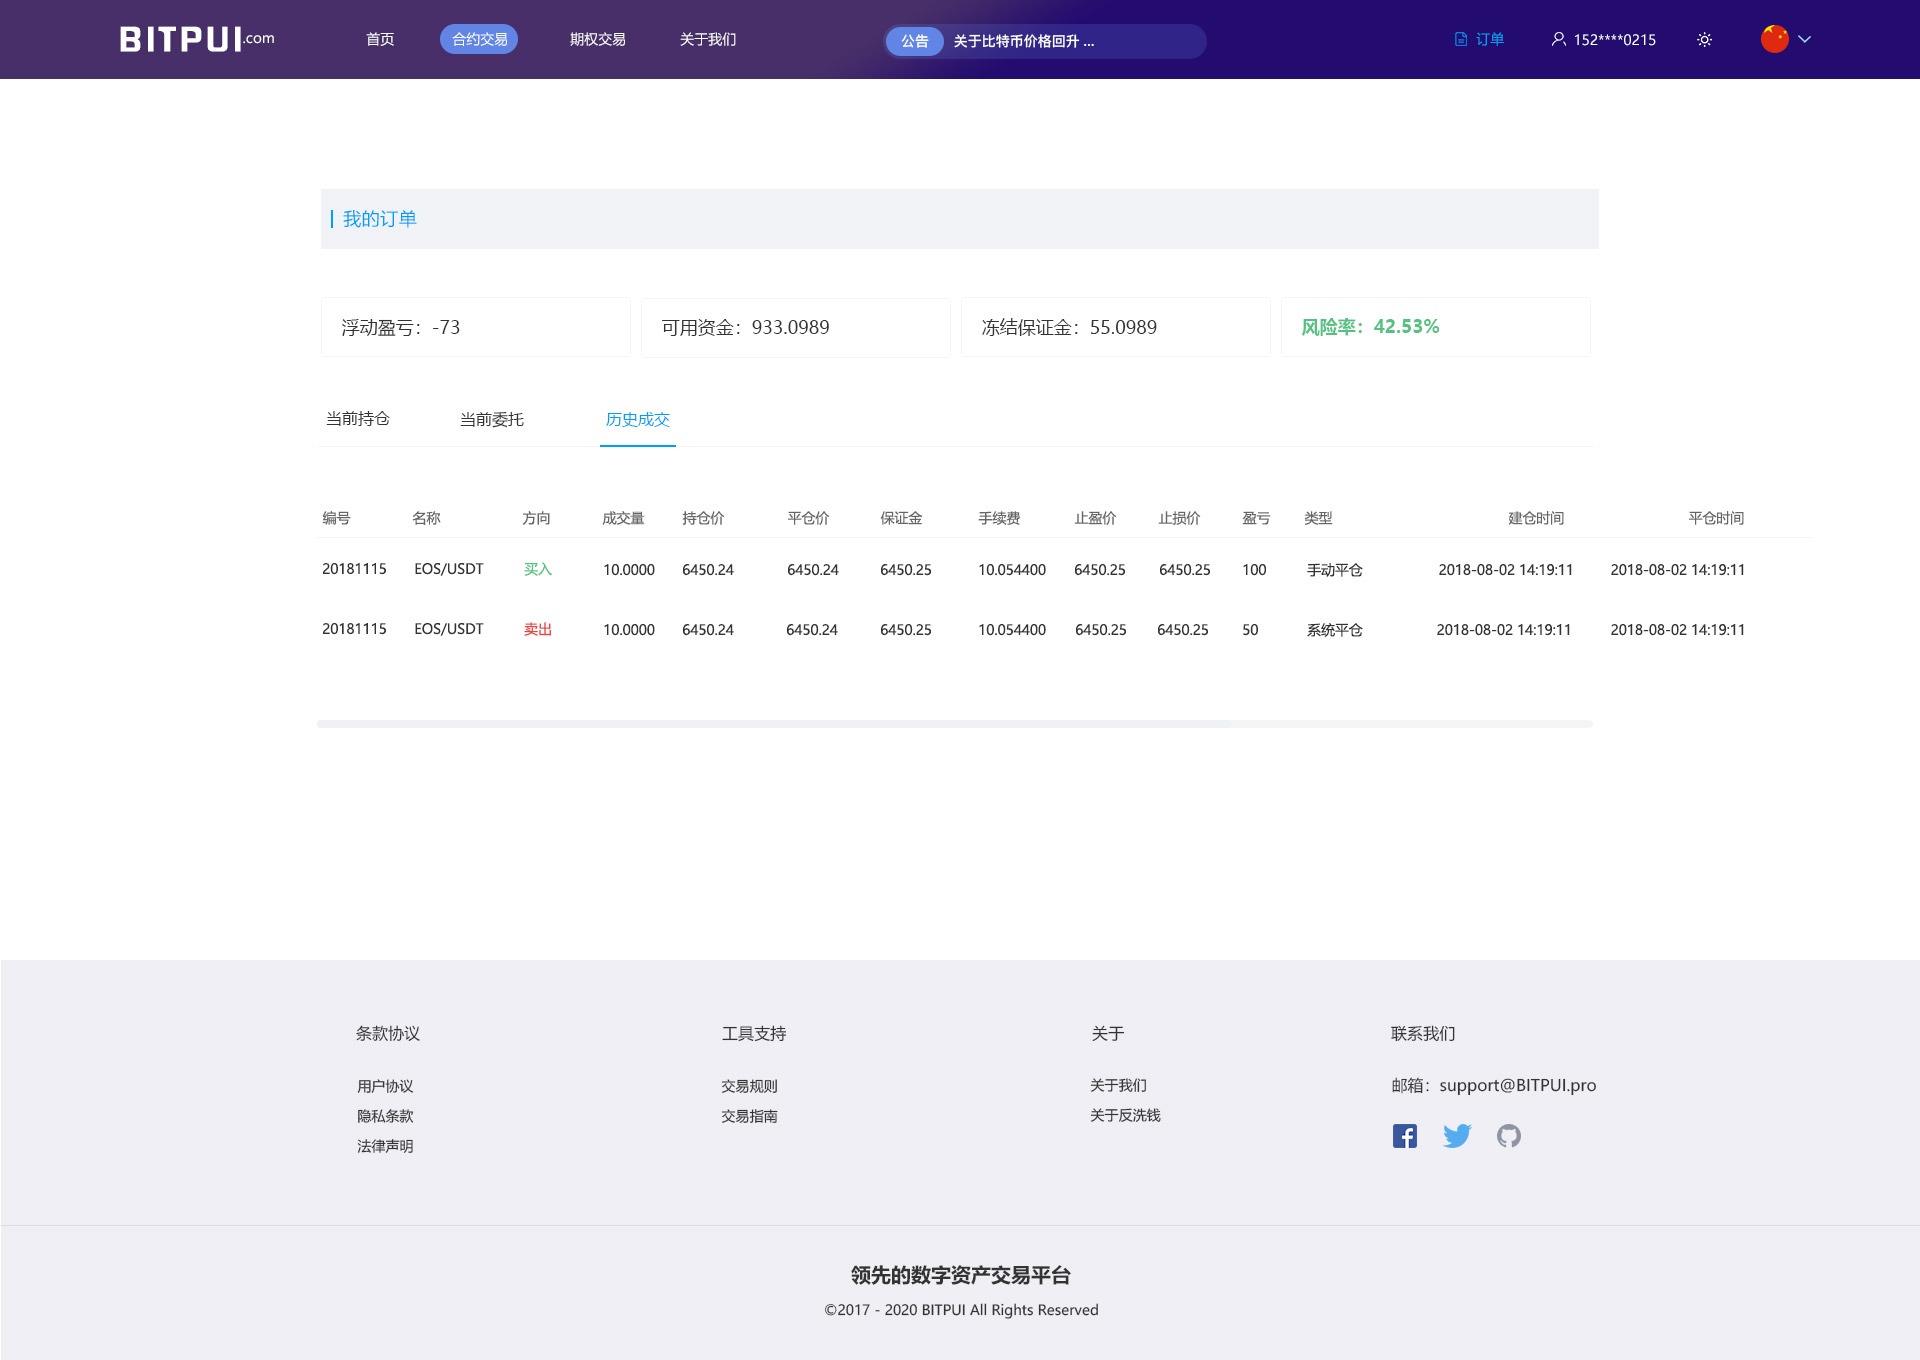 BITPUI.com 首页 合约交易 期权交易 关于我们 公告 关于比特币价格回升 ... 订单 152****0215
我的订单
浮动盈亏：-73 可用资金：933.0989 冻结保证金：55.0989 风险率：42.53%
当前持仓 当前委托 历史成交
编号 名称 方向 成交量 持仓价 平仓价 保证金 手续费 止盈价 止损价 盈亏 类型 建仓时间 平仓时间
20181115 EOS/USDT 买入 10.0000 6450.24 6450.24 6450.25 10.054400 6450.25 6450.25 100 手动平仓 2018-08-02 14:19:11 2018-08-02 14:19:11
20181115 EOS/USDT 卖出 10.0000 6450.24 6450.24 6450.25 10.054400 6450.25 6450.25 50 系统平仓 2018-08-02 14:19:11 2018-08-02 14:19:11
条款协议 工具支持 关于 联系我们
用户协议 交易规则 关于我们 邮箱：support@BITPUI.pro
隐私条款 交易指南 关于反洗钱
法律声明
领先的数字资产交易平台
©2017 - 2020 BITPUI All Rights Reserved